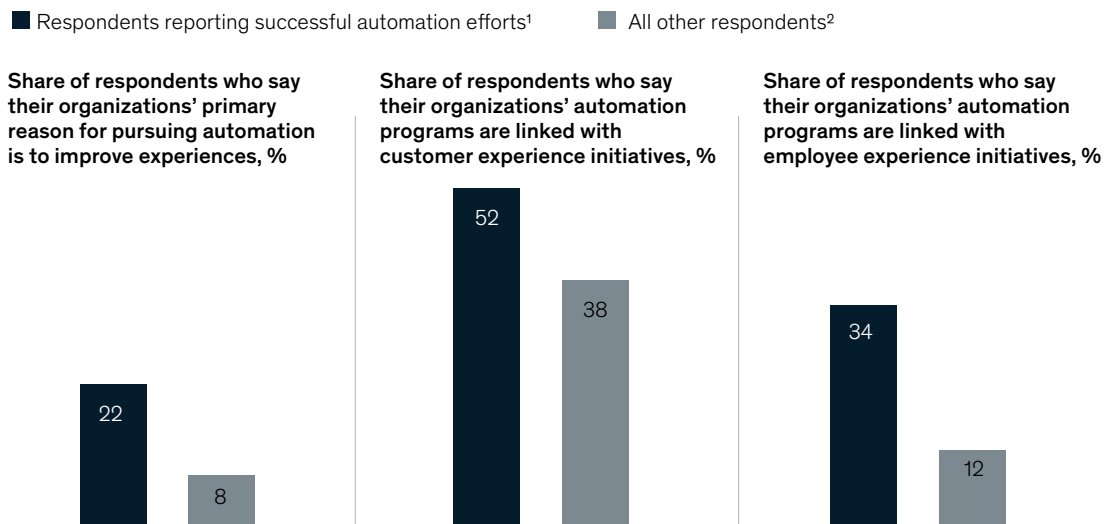 Respondents reporting successful automation efforts¹
All other respondents²
Share of respondents who say
their organizations’ primary
reason for pursuing automation
is to improve experiences, %
Share of respondents who say
their organizations’ automation
programs are linked with
customer experience initiatives, %
Share of respondents who say
their organizations’ automation
programs are linked with
employee experience initiatives, %
22
8
52
38
34
12